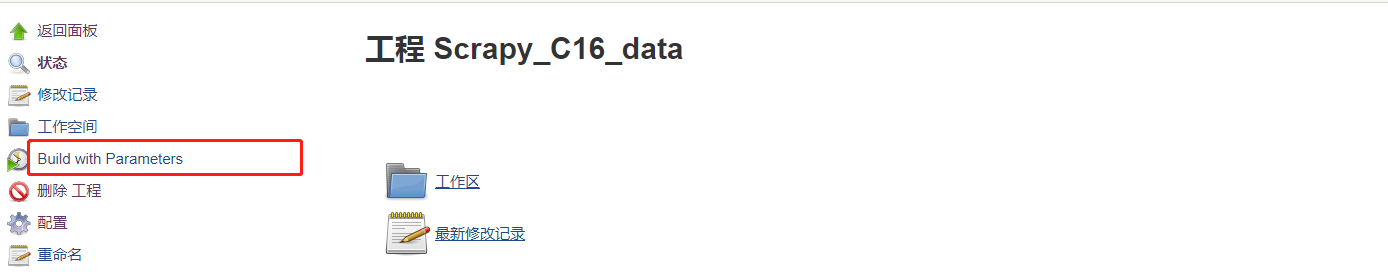 返回面板
状态
修改记录
工作空间
Build with Parameters
删除 工程
配置
重命名
工程 Scrapy_C16_data
工作区
最新修改记录